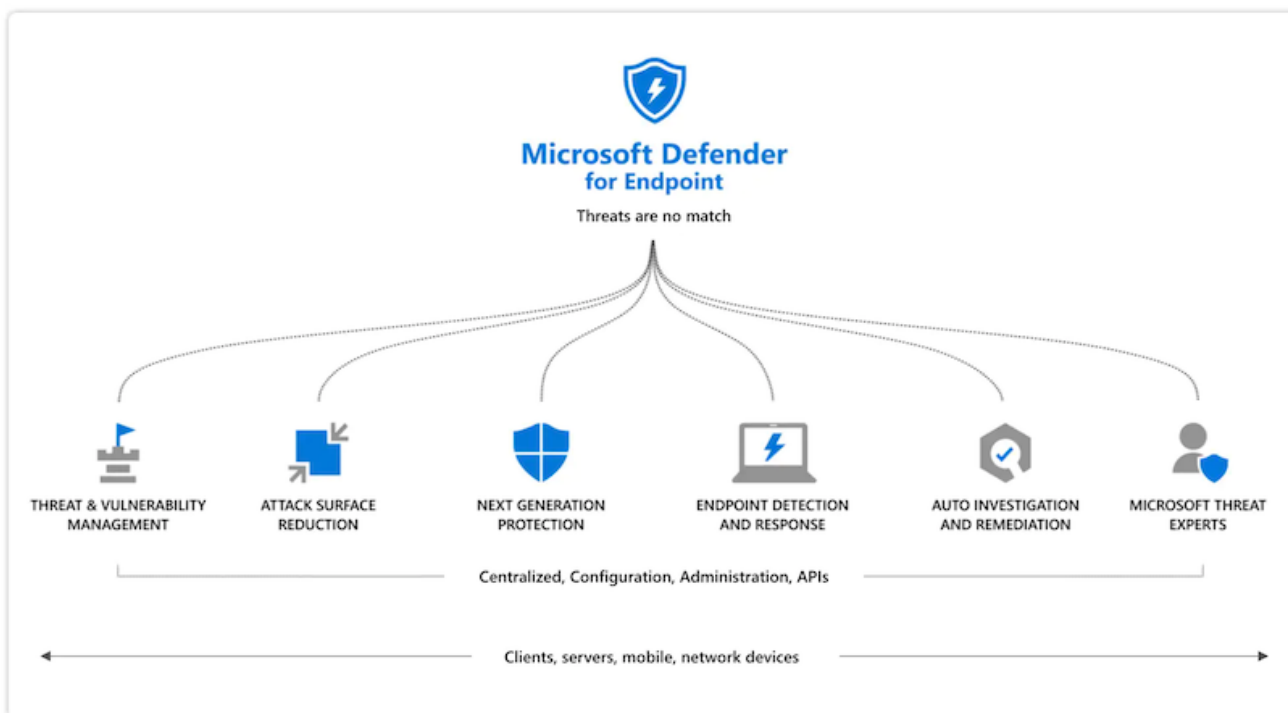 Microsoft Defender
for Endpoint
Threats are no match
THREAT & VULNERABILITY
MANAGEMENT
ATTACK SURFACE
REDUCTION
NEXT GENERATION
PROTECTION
ENDPOINT DETECTION
AND RESPONSE
AUTO INVESTIGATION
AND REMEDIATION
MICROSOFT THREAT
EXPERTS
Centralized, Configuration, Administration, APIs
Clients, servers, mobile, network devices